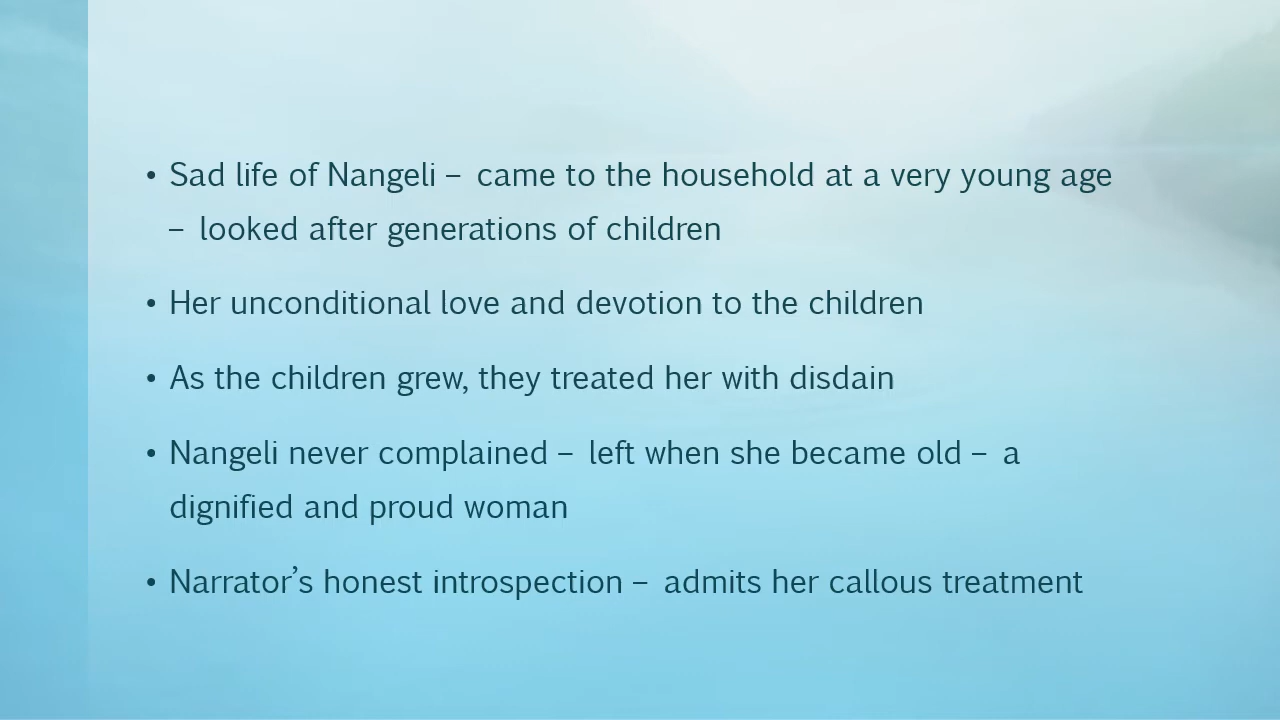 • Sad life of Nangeli – came to the household at a very young age
– looked after generations of children
• Her unconditional love and devotion to the children
• As the children grew, they treated her with disdain
• Nangeli never complained – left when she became old – a
dignified and proud woman
• Narrator’s honest introspection – admits her callous treatment